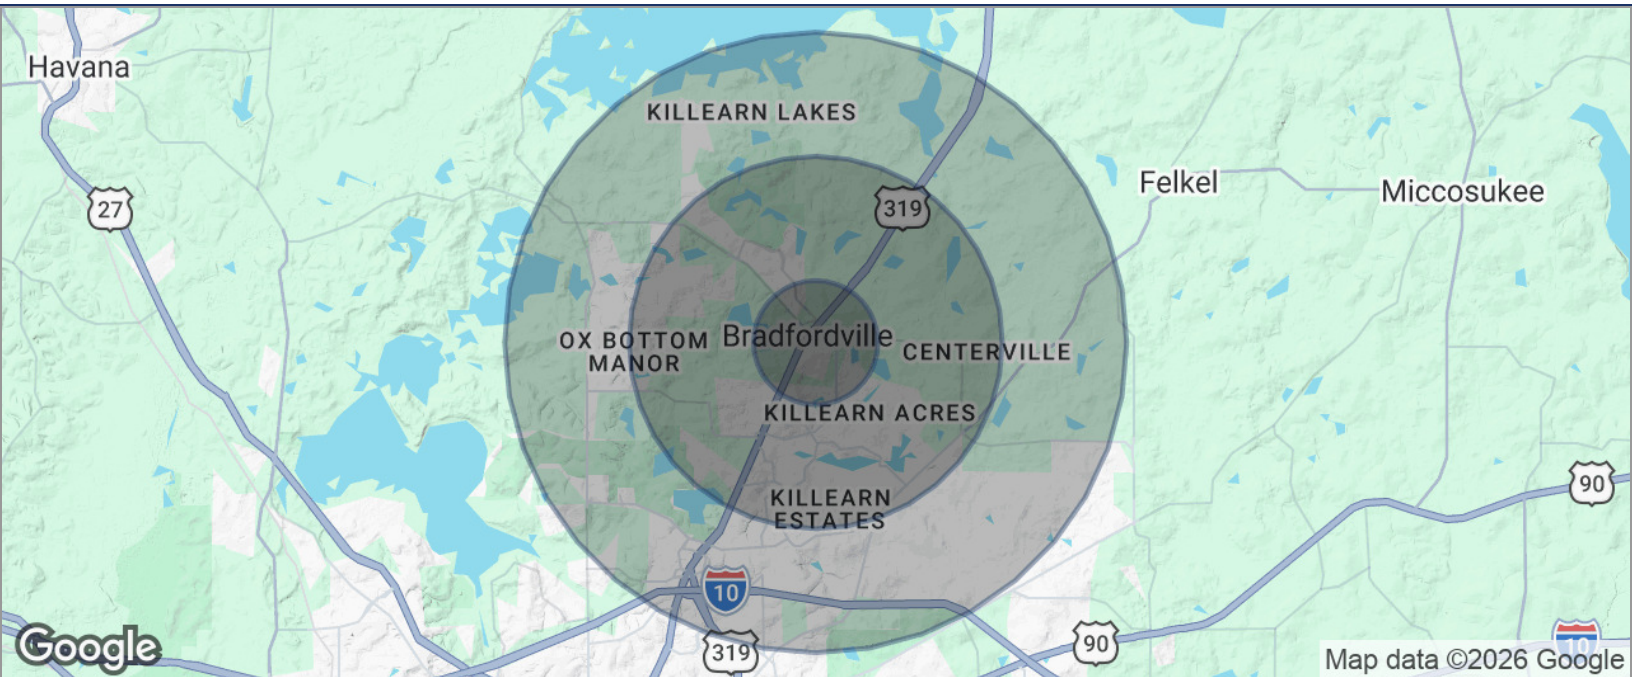 Havana
KILLEARN LAKES
Felkel
Miccosukee
27
319
OX BOTTOM
MANOR
Bradfordville
CENTERVILLE
KILLEARN ACRES
KILLEARN
ESTATES
90
10
319
90
10
Google
Map data ©2026 Google